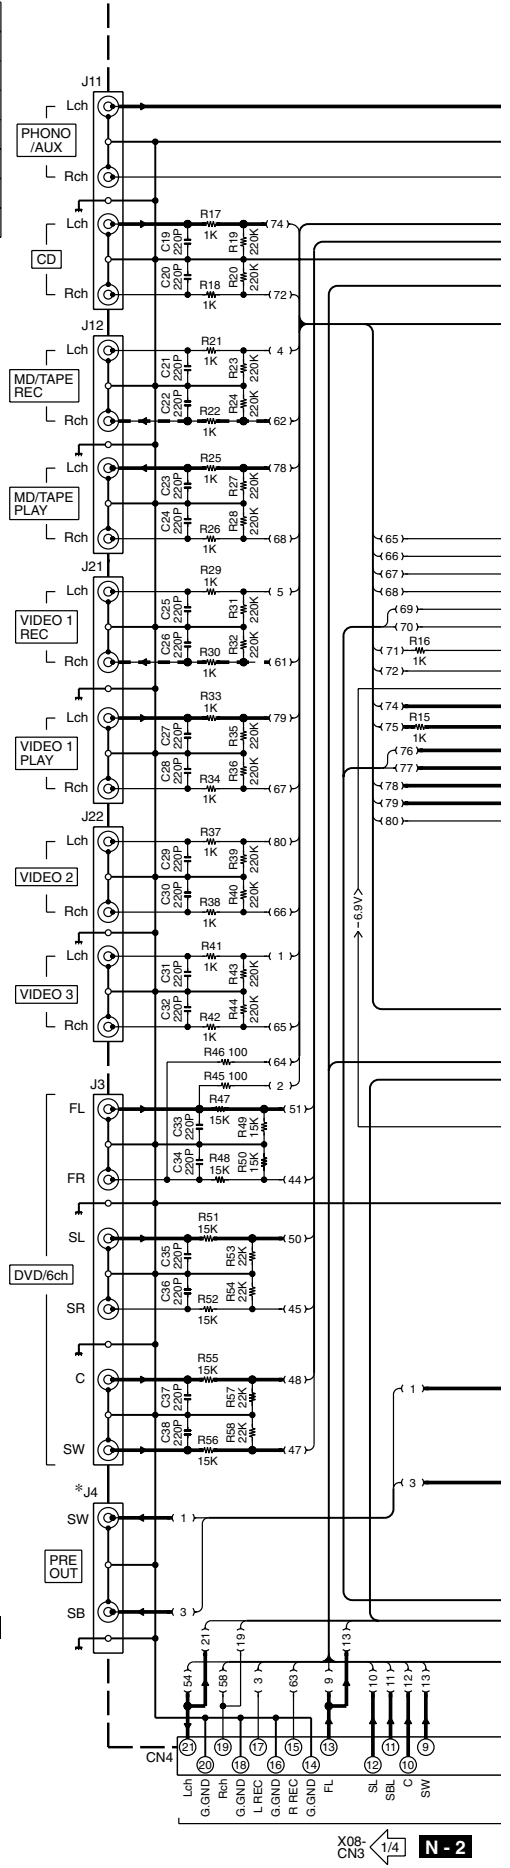 J11
Lch
PHONO
/AUX
Rch
Lch
R17
1K
C19
220P
R19
220K
74
CD
C20
220P
R20
220K
Rch
R18
1K
72
J12
Lch
R21
1K
4
MD/TAPE
REC
C21
220P
R23
220K
C22
220P
R24
220K
Rch
R22
1K
62
Lch
R25
1K
78
MD/TAPE
PLAY
C23
220P
R27
220K
C24
220P
R28
220K
Rch
R26
1K
68
J21
Lch
R29
1K
5
VIDEO 1
REC
C25
220P
R31
220K
C26
220P
R32
220K
Rch
R30
1K
61
Lch
R33
1K
79
VIDEO 1
PLAY
C27
220P
R35
220K
C28
220P
R36
220K
Rch
R34
1K
67
J22
Lch
R37
1K
80
VIDEO 2
C29
220P
R39
220K
C30
220P
R40
220K
Rch
R38
1K
66
Lch
R41
1K
1
VIDEO 3
C31
220P
R43
220K
C32
220P
R44
220K
Rch
R42
1K
65
65
66
67
68
69
70
71
R16
1K
72
74
75
R15
1K
76
77
78
79
80
-6.9V
R46 100
64
R45 100
2
J3
FL
R47
15K
51
C33
220P
R49
15K
C34
220P
R50
15K
FR
R48
15K
44
SL
R51
15K
50
DVD/6ch
C35
220P
R53
22K
C36
220P
R54
22K
SR
R52
15K
45
C
R55
15K
48
C37
220P
R57
22K
C38
220P
R58
22K
SW
R56
15K
47
1
3
*J4
SW
1
PRE
OUT
SB
3
21
19
13
54
58
3
63
9
10
11
12
13
CN4
21
20
19
18
17
16
15
14
13
12
11
10
9
Lch
G.GND
Rch
G.GND
L REC
G.GND
R REC
G.GND
FL
SL
SBL
C
SW
X08-
CN3
1/4
N - 2